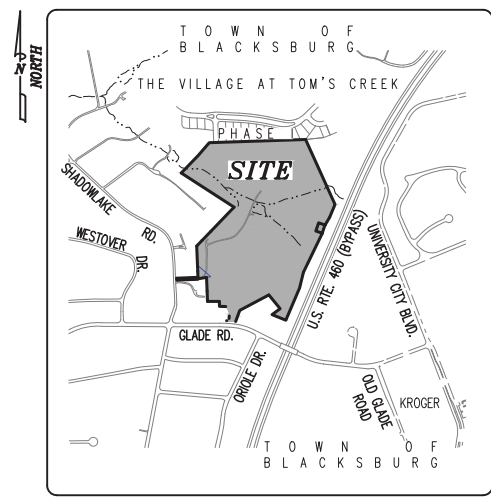 TOWN OF
BLACKSBURG
THE VILLAGE AT TOM'S CREEK
PHASE
SITE
N
NORTH
SHADOWLAKE
RD.
WESTOVER
DR.
U.S. RTE. 460 (BYPASS)
UNIVERSITY CITY BLVD.
GLADE RD.
ORIOLE DR.
OLD GLADE
ROAD
KROGER
TOWN OF
BLACKSBURG